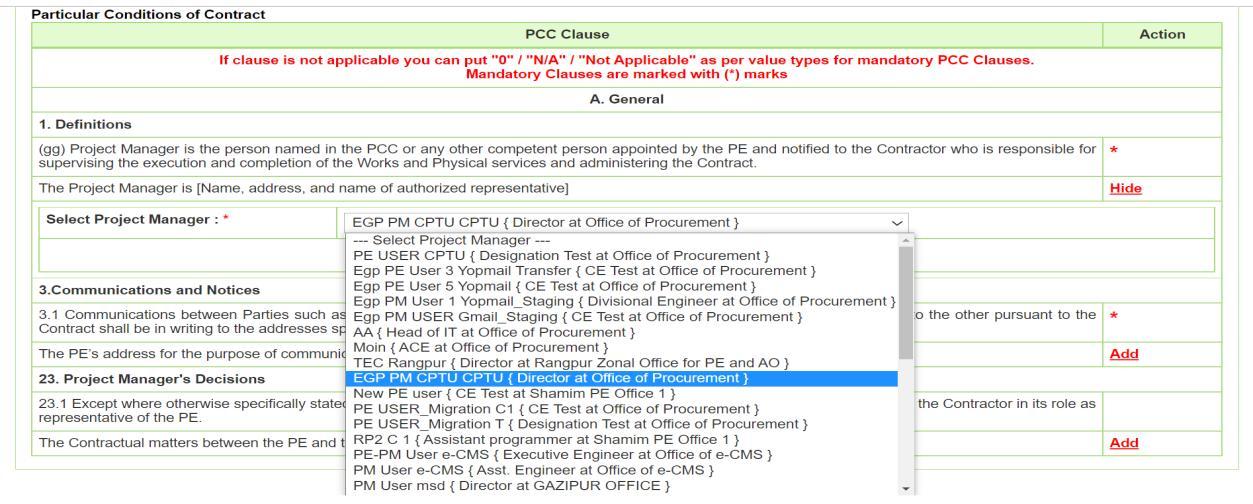 Particular Conditions of Contract
PCC Clause Action
If clause is not applicable you can put "0" / "N/A" / "Not Applicable" as per value types for mandatory PCC Clauses.
Mandatory Clauses are marked with (*) marks
A. General
1. Definitions
(gg) Project Manager is the person named in the PCC or any other competent person appointed by the PE and notified to the Contractor who is responsible for *
supervising the execution and completion of the Works and Physical services and administering the Contract.
The Project Manager is [Name, address, and name of authorized representative] Hide
Select Project Manager : * EGP PM CPTU CPTU { Director at Office of Procurement }
--- Select Project Manager ---
PE USER CPTU { Designation Test at Office of Procurement }
Egp PE User 3 Yopmail Transfer { CE Test at Office of Procurement }
Egp PE User 5 Yopmail { CE Test at Office of Procurement }
Egp PM User 1 Yopmail_Staging { Divisional Engineer at Office of Procurement }
Egp PM USER Gmail_Staging { CE Test at Office of Procurement }
AA { Head of IT at Office of Procurement }
Moin { ACE at Office of Procurement }
TEC Rangpur { Director at Rangpur Zonal Office for PE and AO }
EGP PM CPTU CPTU { Director at Office of Procurement }
New PE user { CE Test at Shamim PE Office 1 }
PE USER_Migration C1 { CE Test at Office of Procurement }
PE USER_Migration T { Designation Test at Office of Procurement }
RP2 C 1 { Assistant programmer at Shamim PE Office 1 }
PE-PM User e-CMS { Executive Engineer at Office of e-CMS }
PM User e-CMS { Asst. Engineer at Office of e-CMS }
PM User msd { Director at GAZIPUR OFFICE }
3.Communications and Notices
3.1 Communications between Parties such as o the other pursuant to the *
Contract shall be in writing to the addresses sp
The PE's address for the purpose of communic Add
23. Project Manager's Decisions
23.1 Except where otherwise specifically stated the Contractor in its role as
representative of the PE.
The Contractual matters between the PE and t Add